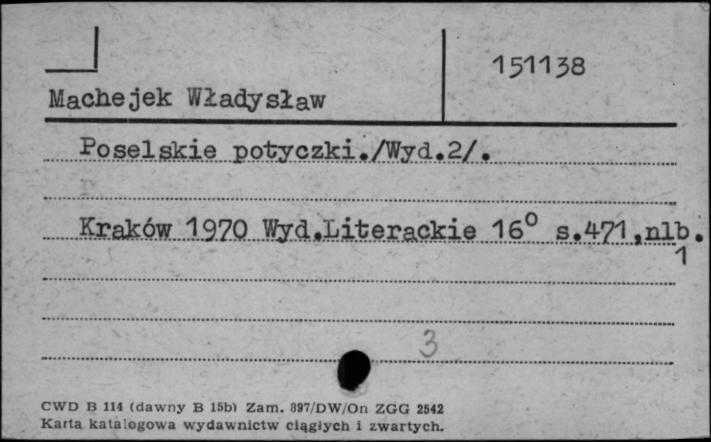 151138
Machejek Władysław
Poselskie potyczki./Wyd.2/.
Kraków 1970 Wyd.Literackie 16° s.471,nlb.
1
3
CWD B 114 (dawny B 15b) Zam. 897/DW/On ZGG 2542
Karta katalogowa wydawnictw ciągłych i zwartych.